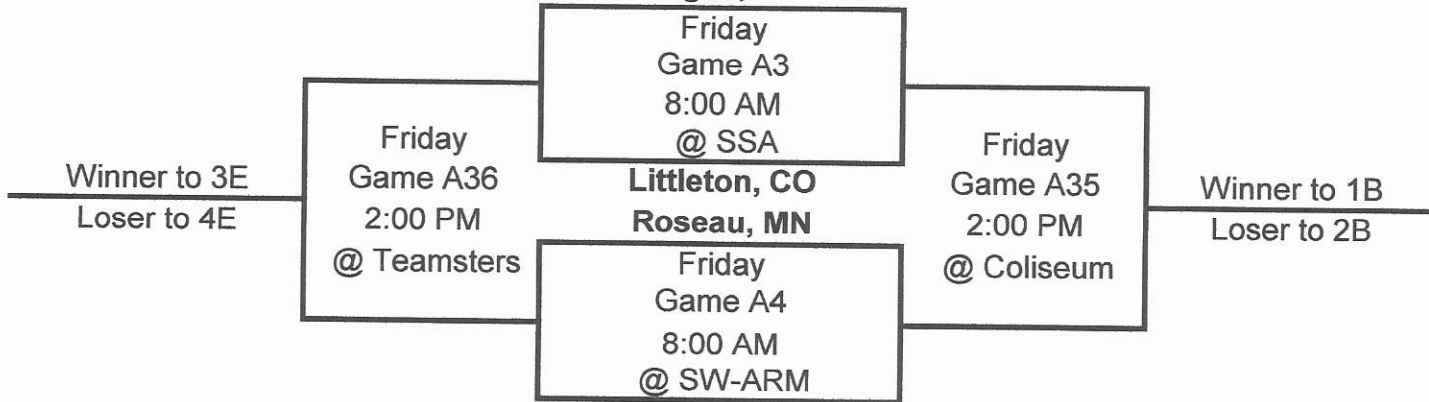 Friday
Game A3
8:00 AM
@ SSA
Littleton, CO
Roseau, MN
Friday
Game A4
8:00 AM
@ SW-ARM
Winner to 3E
Loser to 4E
Friday
Game A36
2:00 PM
@ Teamsters
Friday
Game A35
2:00 PM
@ Coliseum
Winner to 1B
Loser to 2B